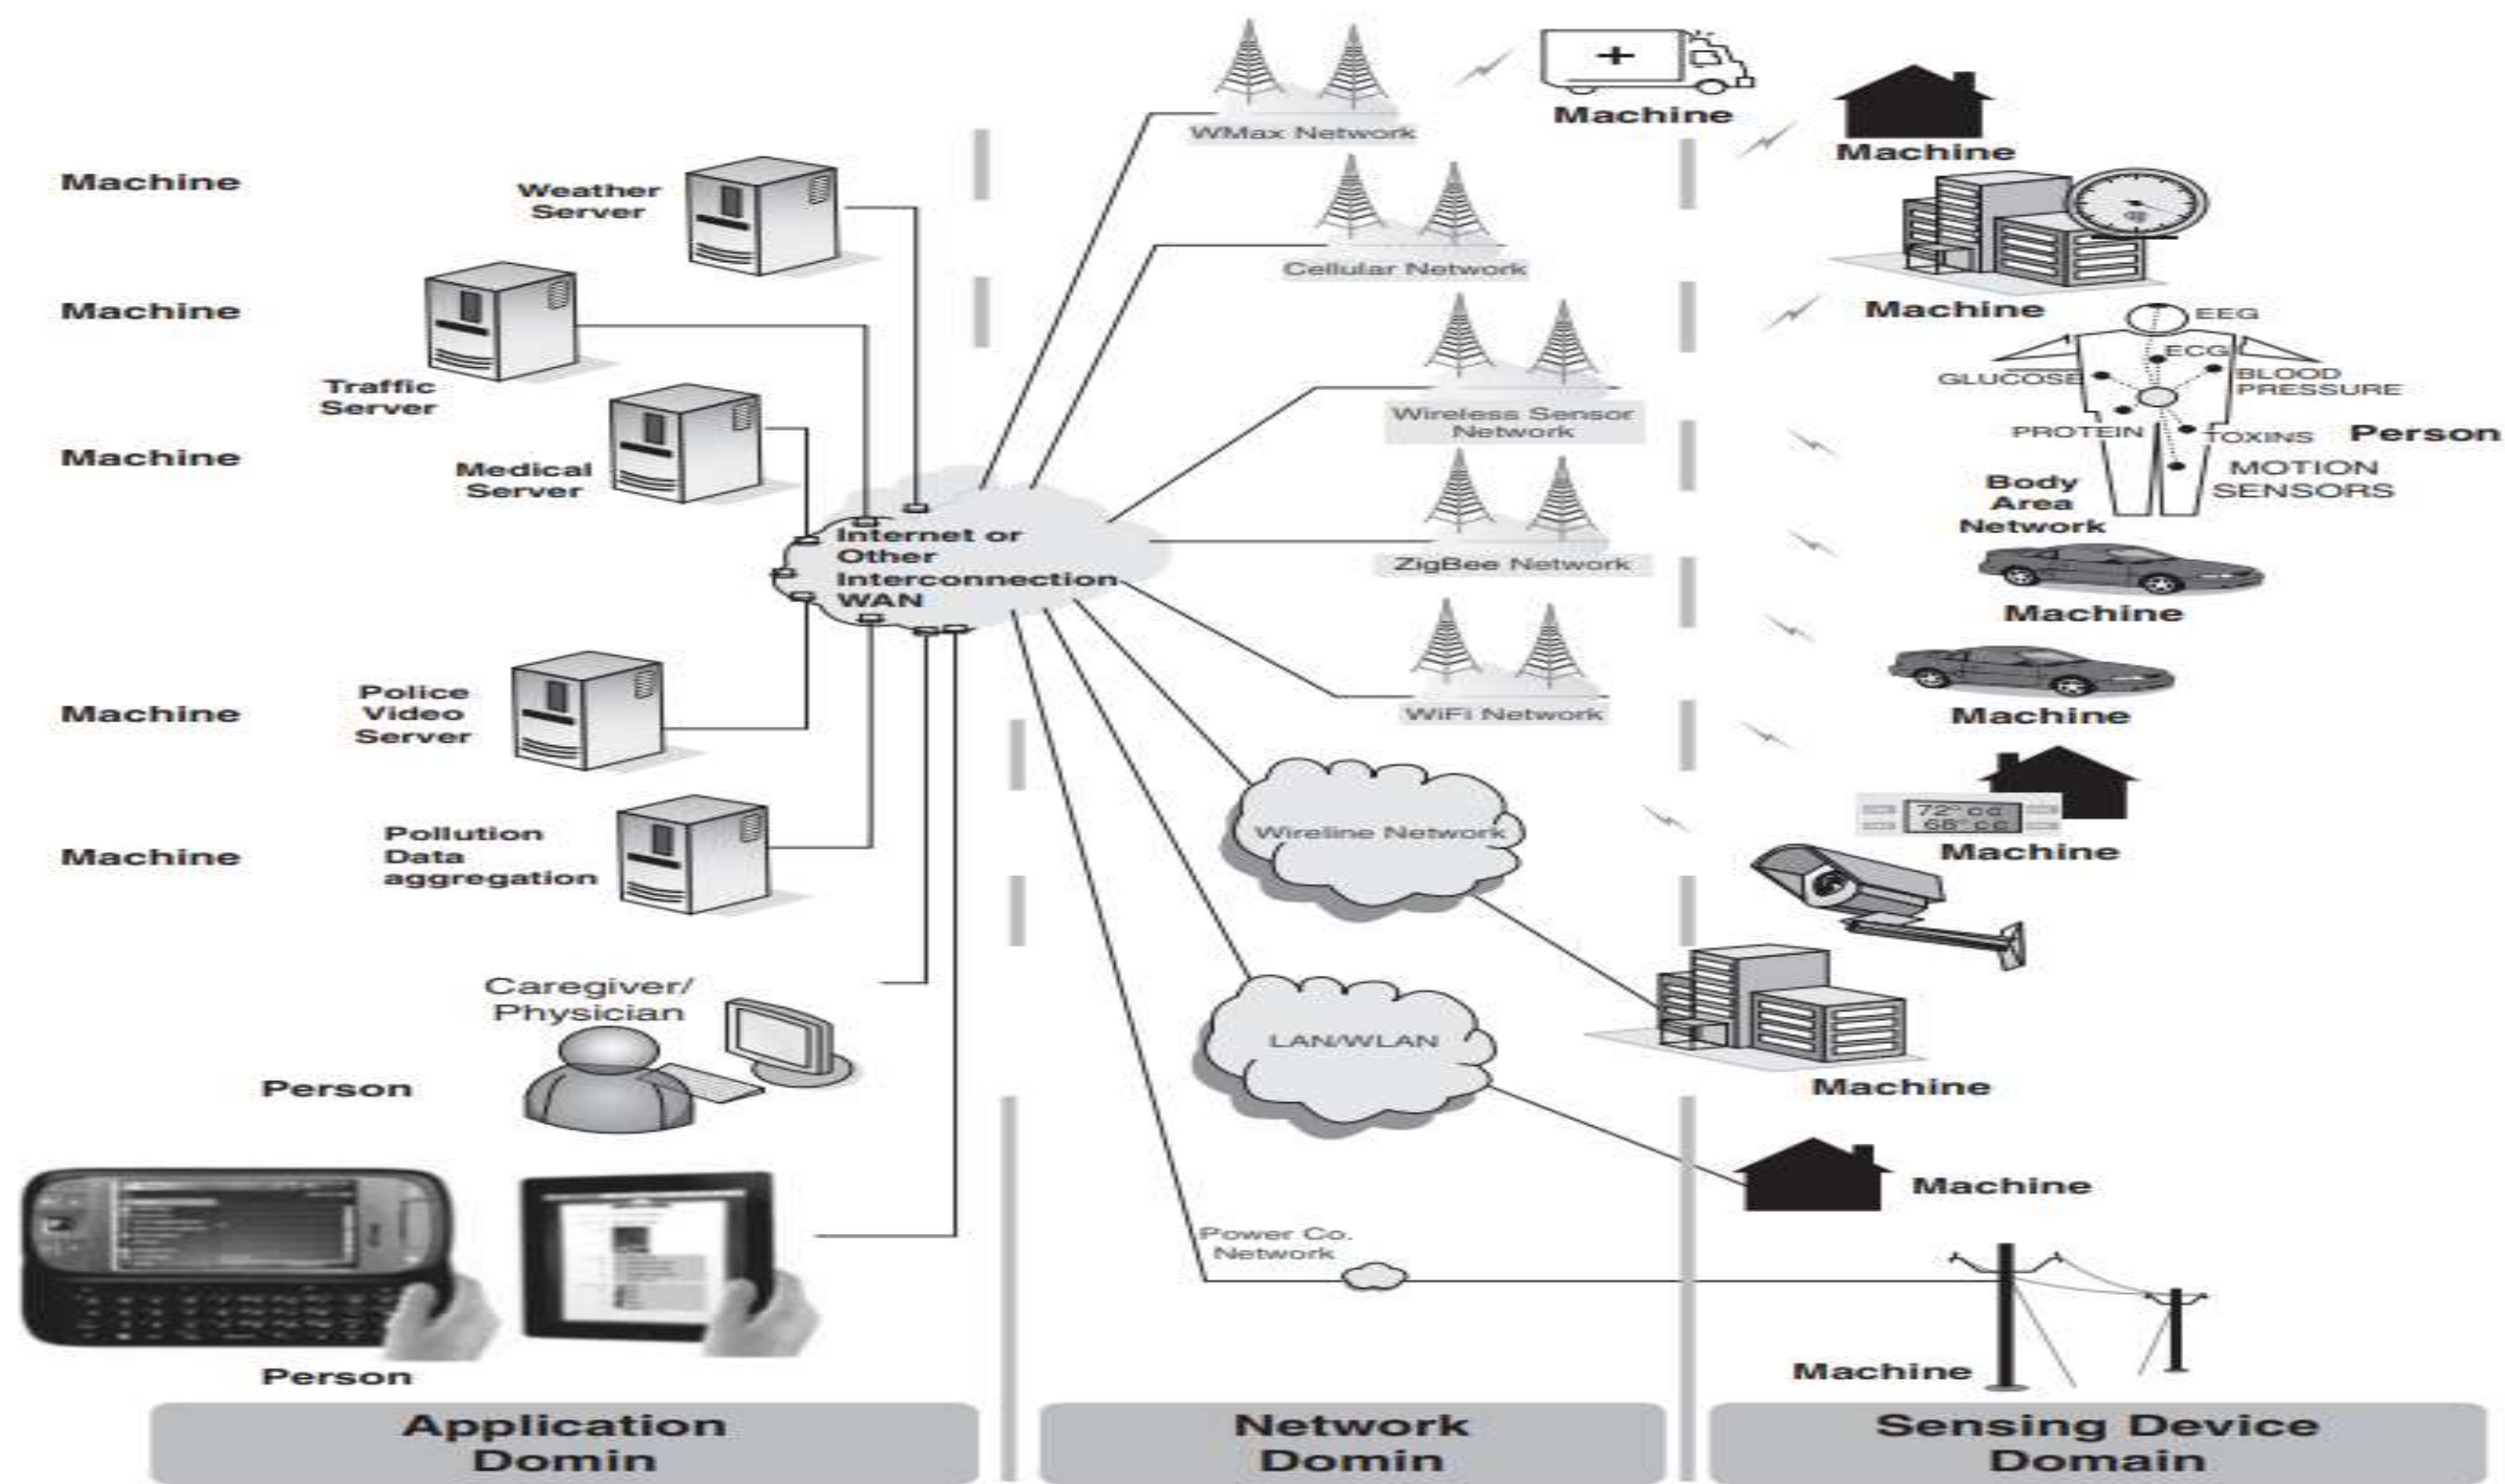 WMax Network
Machine
Machine
Machine
Weather
Server
Cellular Network
Machine
Machine
EEG
ECG
GLUCOSE
BLOOD
PRESSURE
Traffic
Server
Wireless Sensor
Network
PROTEIN
TOXINS
Person
Machine
Medical
Server
MOTION
SENSORS
Body
Area
Network
Internet or
Other
Interconnection
WAN
ZigBee Network
Machine
Machine
Police
Video
Server
WiFi Network
Machine
Machine
Pollution
Data
aggregation
Wireline Network
72°
68°
Machine
Caregiver/
Physician
Person
LAN/WLAN
Machine
Machine
Power Co.
Network
Person
Machine
Application
Domin
Network
Domin
Sensing Device
Domain